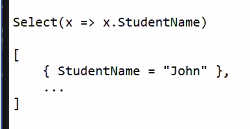 Select(x => x.StudentName)
[
{ StudentName = "John" },
...
]